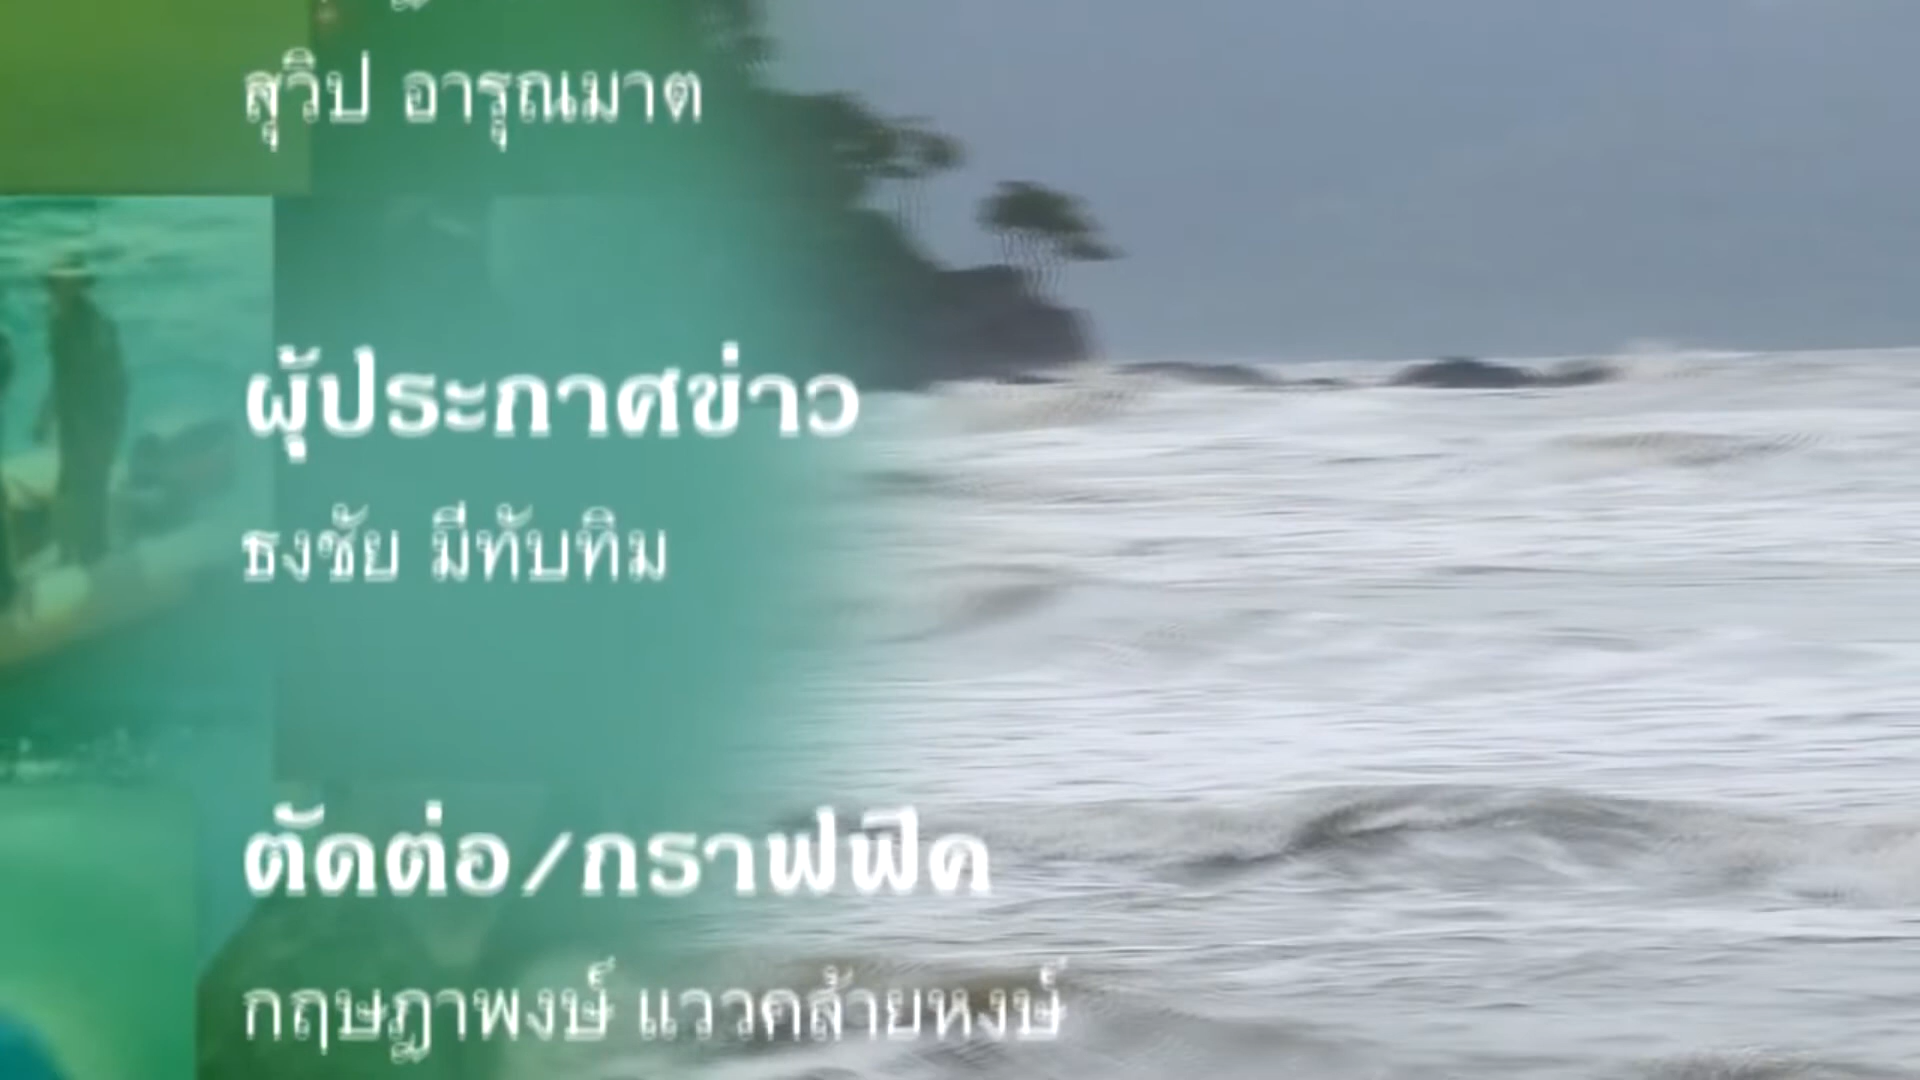 สุวิป อารุณมาต
ผู้ประกาศข่าว
ธงชัย มีทับทิม
ตัดต่อ/กราฟฟิค
กฤษฎาพงษ์ แววคล้ายหงษ์